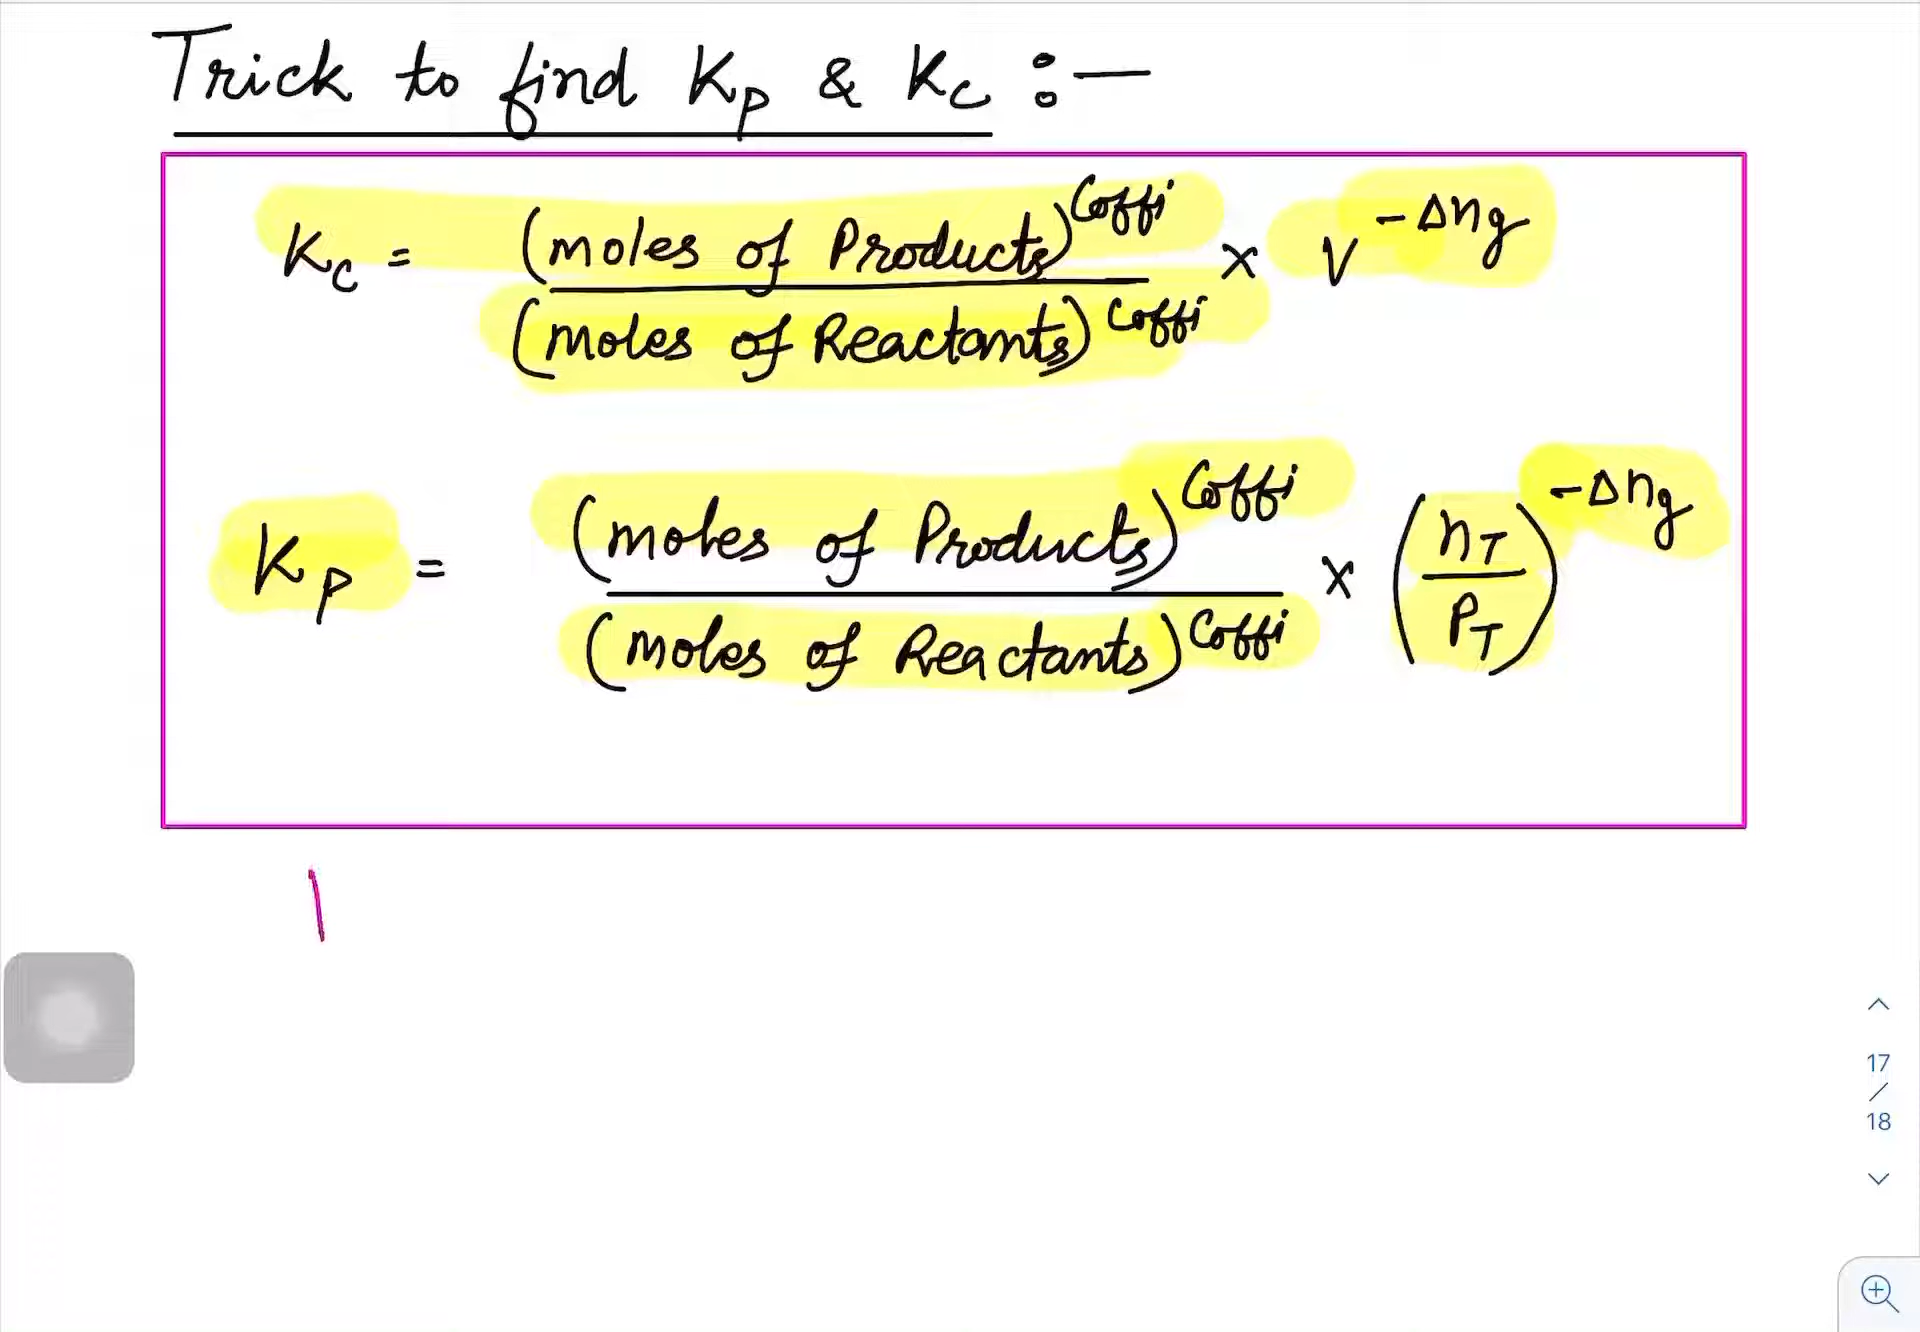 Trick to find Kp & Kc :—
Kc = (moles of Products)^Coffi / (moles of Reactants)^Coffi × V^-Δng
Kp = (moles of Products)^Coffi / (moles of Reactants)^Coffi × (nT / PT)^-Δng
17
/
18